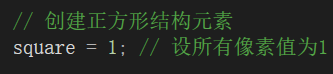 // 创建正方形结构元素
square = 1; // 设所有像素值为1